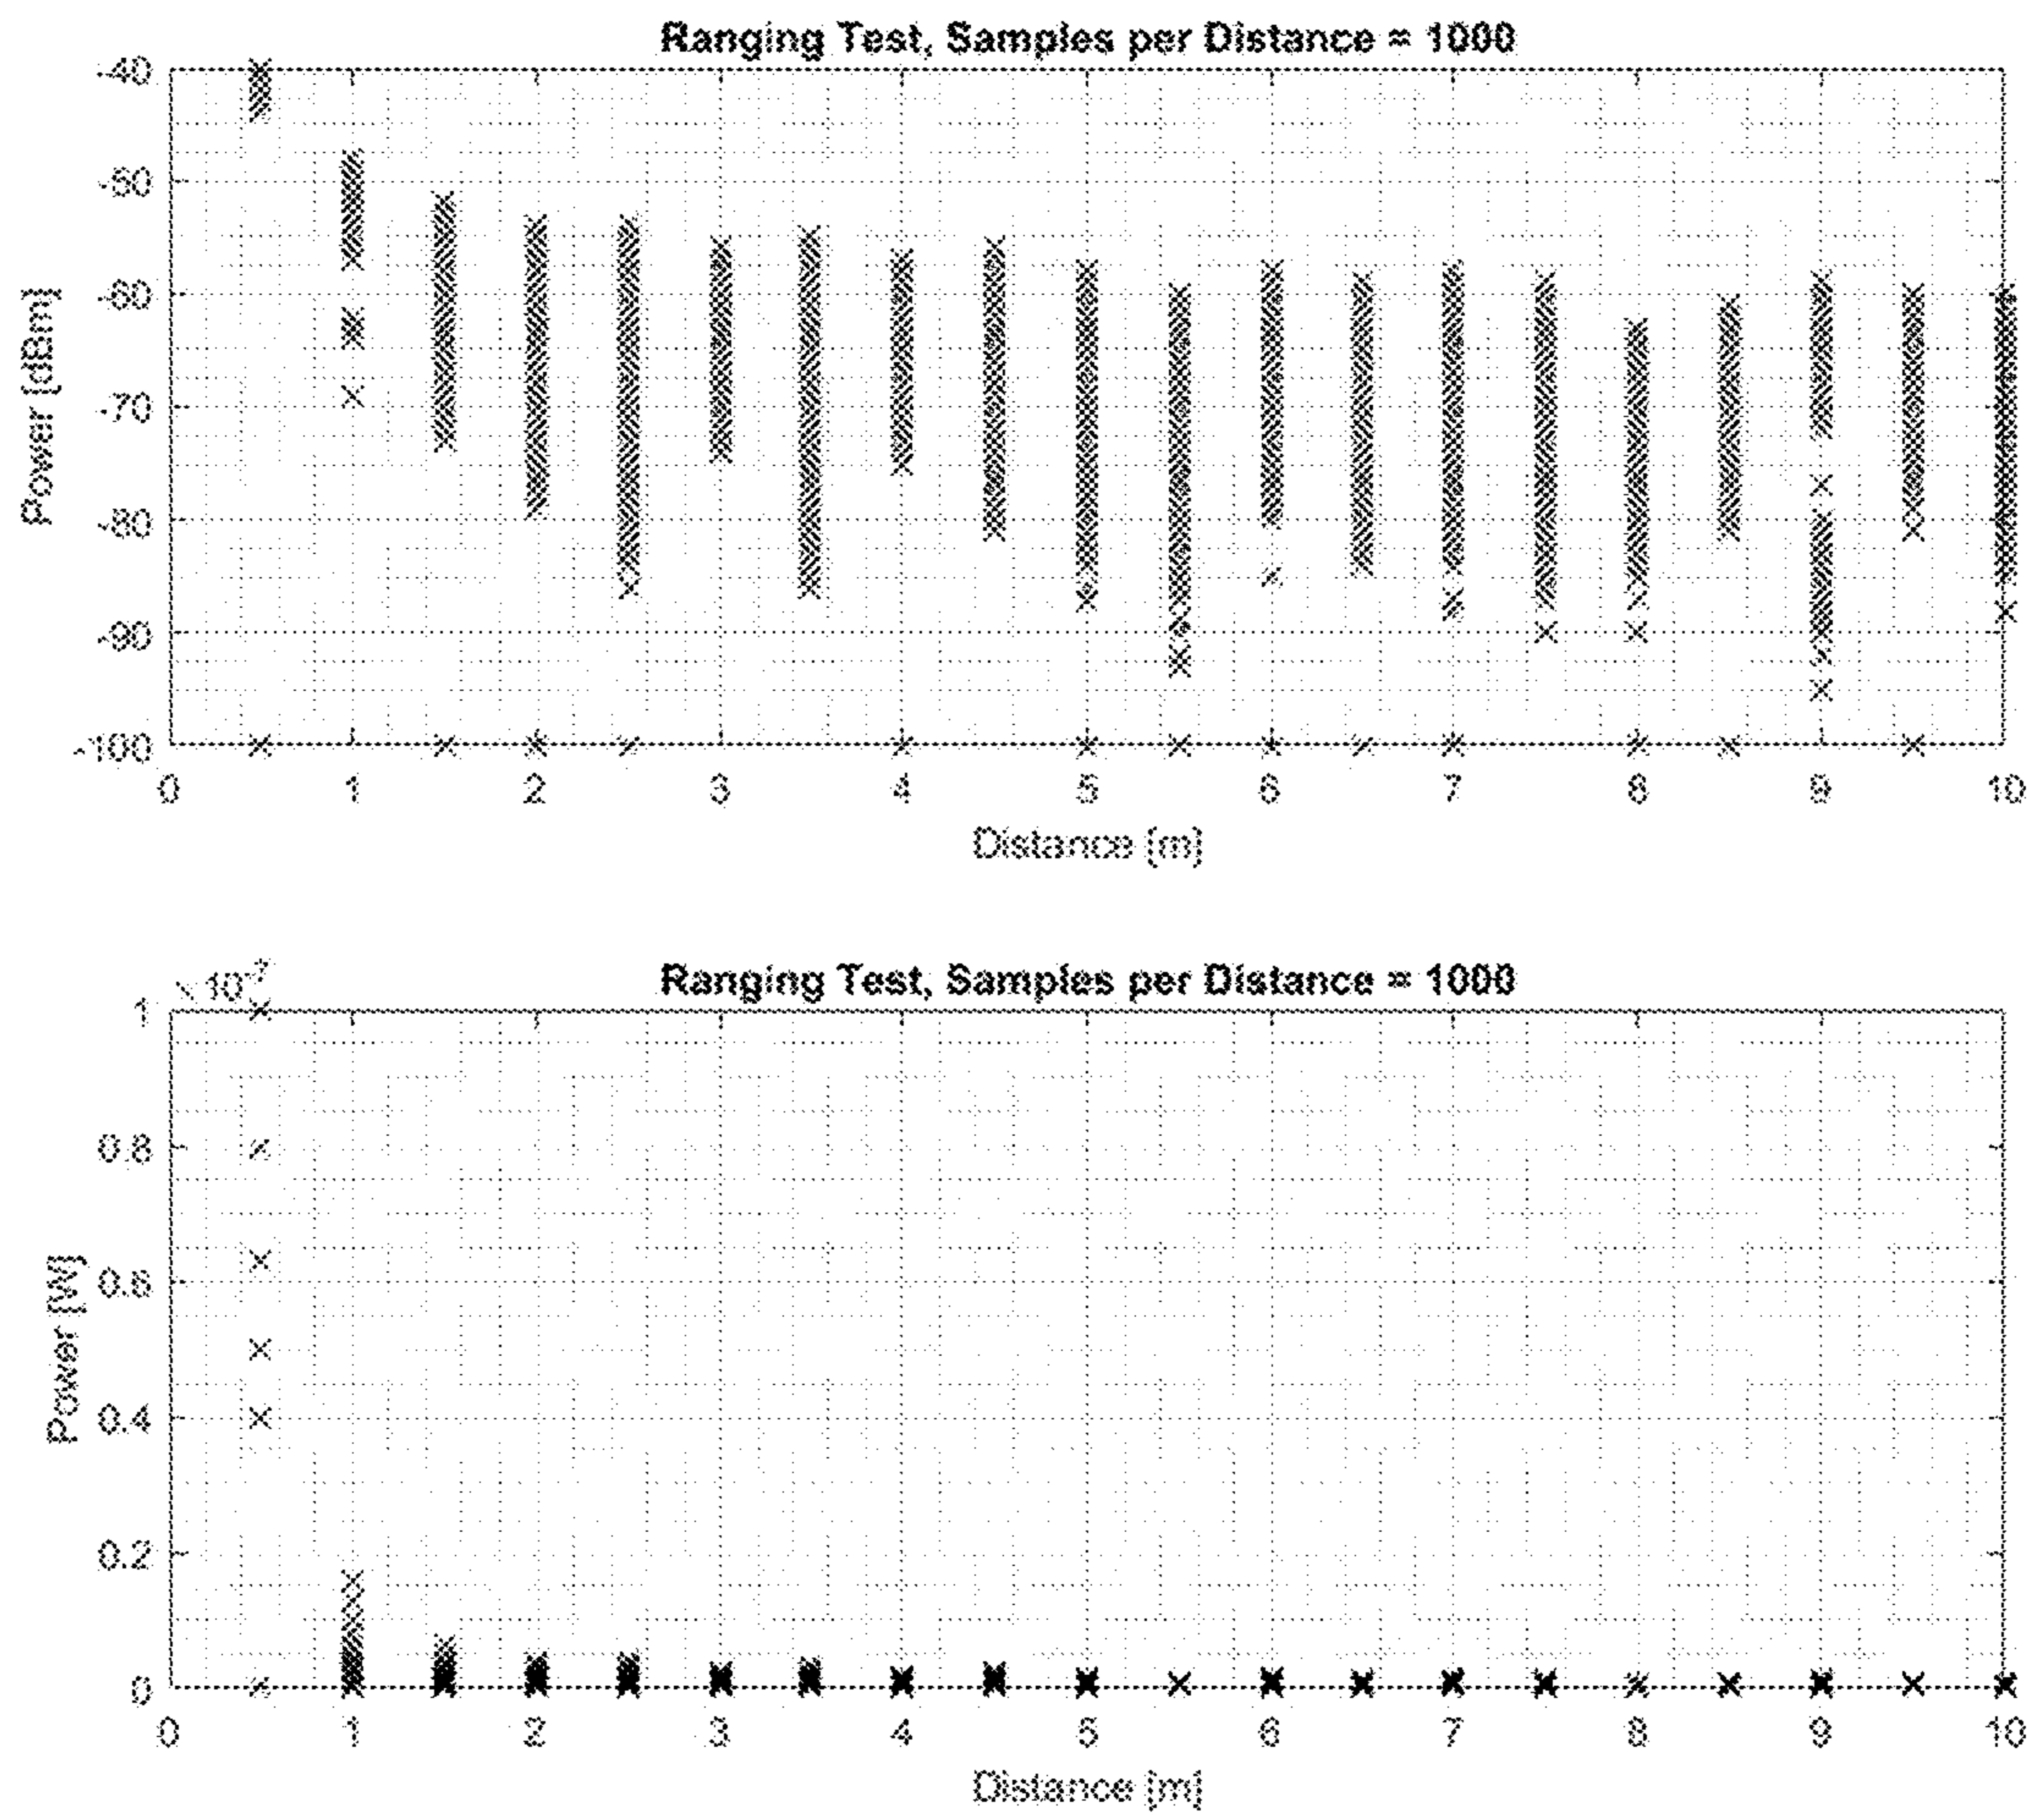 Ranging Test, Samples per Distance = 1000
-40
-50
-60
-70
-80
-90
-100
Power [dBm]
0 1 2 3 4 5 6 7 8 9 10
Distance [m]
Ranging Test, Samples per Distance = 1000
×10⁻⁷
1
0.8
0.6
0.4
0.2
0
Power [W]
0 1 2 3 4 5 6 7 8 9 10
Distance [m]